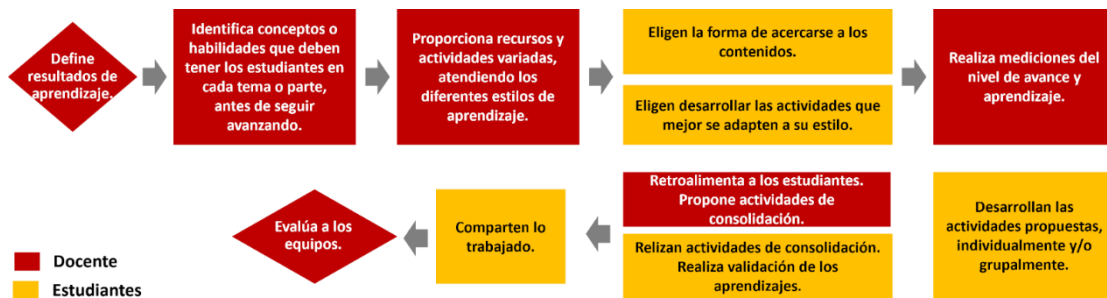 Define
resultados de
aprendizaje.
Identifica conceptos o
habilidades que deben
tener los estudiantes en
cada tema o parte,
antes de seguir
avanzando.
Proporciona recursos y
actividades variadas,
atendiendo los
diferentes estilos de
aprendizaje.
Eligen la forma de acercarse a los
contenidos.
Eligen desarrollar las actividades que
mejor se adapten a su estilo.
Realiza mediciones del
nivel de avance y
aprendizaje.
Evalúa a los
equipos.
Comparten lo
trabajado.
Retroalimenta a los estudiantes.
Propone actividades de
consolidación.
Relizan actividades de consolidación.
Realiza validación de los
aprendizajes.
Desarrollan las
actividades propuestas,
individualmente y/o
grupalmente.
Docente
Estudiantes